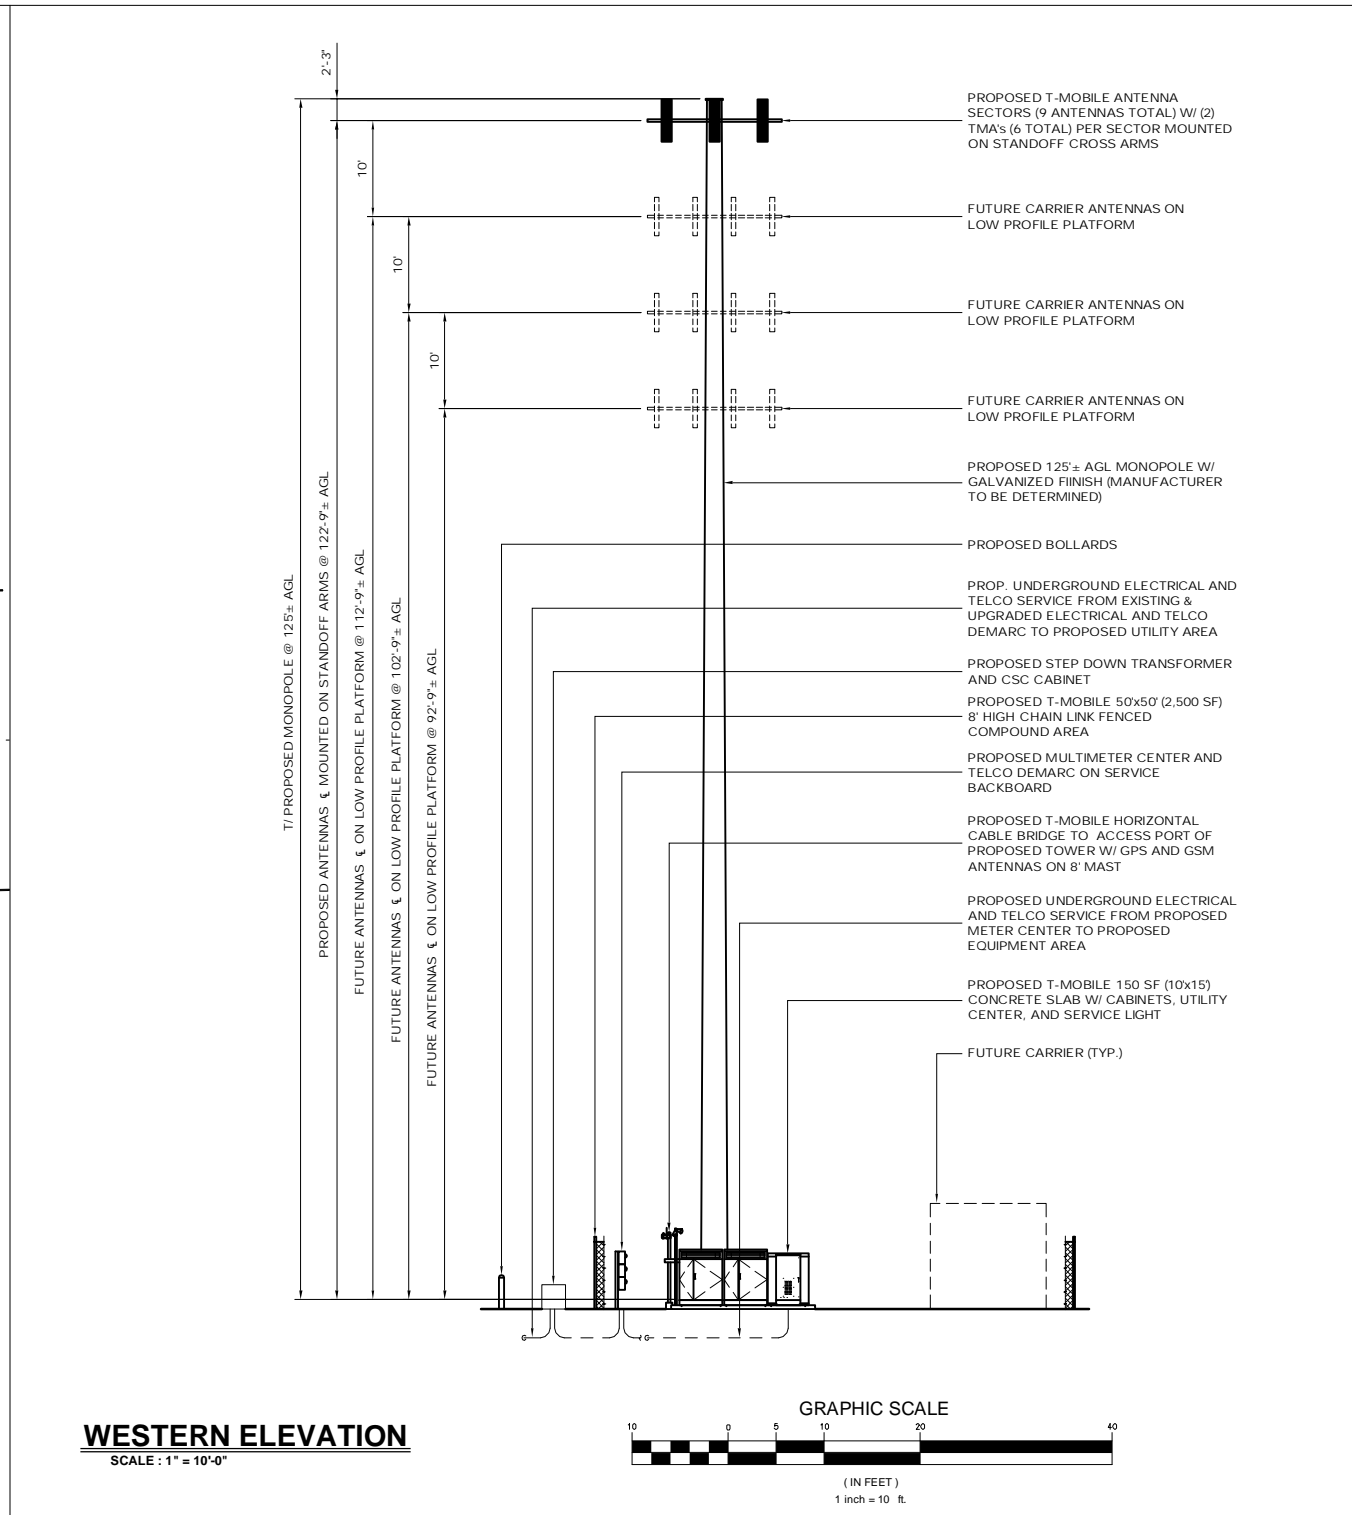 2'-3"
PROPOSED T-MOBILE ANTENNA
SECTORS (9 ANTENNAS TOTAL) W/ (2)
TMA's (6 TOTAL) PER SECTOR MOUNTED
ON STANDOFF CROSS ARMS
10'
FUTURE CARRIER ANTENNAS ON
LOW PROFILE PLATFORM
10'
FUTURE CARRIER ANTENNAS ON
LOW PROFILE PLATFORM
10'
FUTURE CARRIER ANTENNAS ON
LOW PROFILE PLATFORM
PROPOSED 125'± AGL MONOPOLE W/
GALVANIZED FIINISH (MANUFACTURER
TO BE DETERMINED)
PROPOSED BOLLARDS
PROP. UNDERGROUND ELECTRICAL AND
TELCO SERVICE FROM EXISTING &
UPGRADED ELECTRICAL AND TELCO
DEMARC TO PROPOSED UTILITY AREA
PROPOSED STEP DOWN TRANSFORMER
AND CSC CABINET
PROPOSED T-MOBILE 50'x50' (2,500 SF)
8' HIGH CHAIN LINK FENCED
COMPOUND AREA
PROPOSED MULTIMETER CENTER AND
TELCO DEMARC ON SERVICE
BACKBOARD
PROPOSED T-MOBILE HORIZONTAL
CABLE BRIDGE TO ACCESS PORT OF
PROPOSED TOWER W/ GPS AND GSM
ANTENNAS ON 8' MAST
PROPOSED UNDERGROUND ELECTRICAL
AND TELCO SERVICE FROM PROPOSED
METER CENTER TO PROPOSED
EQUIPMENT AREA
PROPOSED T-MOBILE 150 SF (10'x15')
CONCRETE SLAB W/ CABINETS, UTILITY
CENTER, AND SERVICE LIGHT
FUTURE CARRIER (TYP.)
T/ PROPOSED MONOPOLE @ 125'± AGL
PROPOSED ANTENNAS ℄ MOUNTED ON STANDOFF ARMS @ 122'-9"± AGL
FUTURE ANTENNAS ℄ ON LOW PROFILE PLATFORM @ 112'-9"± AGL
FUTURE ANTENNAS ℄ ON LOW PROFILE PLATFORM @ 102'-9"± AGL
FUTURE ANTENNAS ℄ ON LOW PROFILE PLATFORM @ 92'-9"± AGL
WESTERN ELEVATION
SCALE : 1" = 10'-0"
GRAPHIC SCALE
10 0 5 10 20 40
( IN FEET )
1 inch = 10 ft.